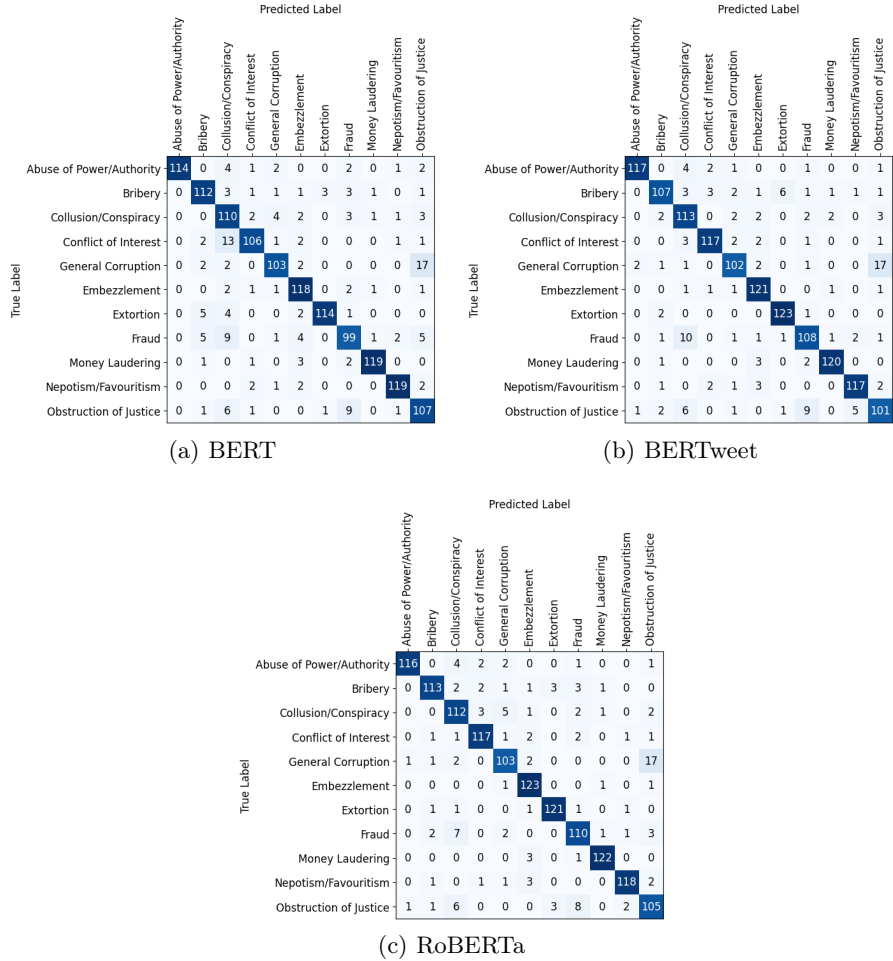 Predicted Label
Abuse of Power/Authority
Bribery
Collusion/Conspiracy
Conflict of Interest
General Corruption
Embezzlement
Extortion
Fraud
Money Laudering
Nepotism/Favouritism
Obstruction of Justice
True Label
Abuse of Power/Authority 114 0 4 1 2 0 0 2 0 1 2
Bribery 0 112 3 1 1 1 3 3 1 0 1
Collusion/Conspiracy 0 0 110 2 4 2 0 3 1 1 3
Conflict of Interest 0 2 13 106 1 2 0 0 0 1 1
General Corruption 0 2 2 0 103 2 0 0 0 0 17
Embezzlement 0 0 2 1 1 118 0 2 0 0 1
Extortion 0 5 4 0 0 2 114 1 0 0 0
Fraud 0 5 9 0 1 4 0 99 1 2 5
Money Laudering 0 1 0 1 0 3 0 2 119 0 0
Nepotism/Favouritism 0 0 0 2 1 2 0 0 0 119 2
Obstruction of Justice 0 1 6 1 0 0 1 9 0 1 107
(a) BERT
Predicted Label
Abuse of Power/Authority
Bribery
Collusion/Conspiracy
Conflict of Interest
General Corruption
Embezzlement
Extortion
Fraud
Money Laudering
Nepotism/Favouritism
Obstruction of Justice
True Label
Abuse of Power/Authority 117 0 4 2 1 0 0 1 0 0 1
Bribery 0 107 3 3 2 1 6 1 1 1 1
Collusion/Conspiracy 0 2 113 0 2 2 0 2 2 0 3
Conflict of Interest 0 0 3 117 2 2 0 1 0 0 1
General Corruption 2 1 1 0 102 2 0 1 0 0 17
Embezzlement 0 0 1 1 1 121 0 0 1 0 1
Extortion 0 2 0 0 0 0 123 1 0 0 0
Fraud 0 0 10 0 1 1 1 108 1 2 1
Money Laudering 0 1 0 0 0 3 0 2 120 0 0
Nepotism/Favouritism 0 1 0 2 1 3 0 0 0 117 2
Obstruction of Justice 1 2 6 0 1 0 1 9 0 5 101
(b) BERTweet
Predicted Label
Abuse of Power/Authority
Bribery
Collusion/Conspiracy
Conflict of Interest
General Corruption
Embezzlement
Extortion
Fraud
Money Laudering
Nepotism/Favouritism
Obstruction of Justice
True Label
Abuse of Power/Authority 116 0 4 2 2 0 0 1 0 0 1
Bribery 0 113 2 2 1 1 3 3 1 0 0
Collusion/Conspiracy 0 0 112 3 5 1 0 2 1 0 2
Conflict of Interest 0 1 1 117 1 2 0 2 0 1 1
General Corruption 1 1 2 0 103 2 0 0 0 0 17
Embezzlement 0 0 0 0 1 123 0 0 1 0 1
Extortion 0 1 1 0 0 1 121 1 0 1 0
Fraud 0 2 7 0 2 0 0 110 1 1 3
Money Laudering 0 0 0 0 0 3 0 1 122 0 0
Nepotism/Favouritism 0 1 0 1 1 3 0 0 0 118 2
Obstruction of Justice 1 1 6 0 0 0 3 8 0 2 105
(c) RoBERTa